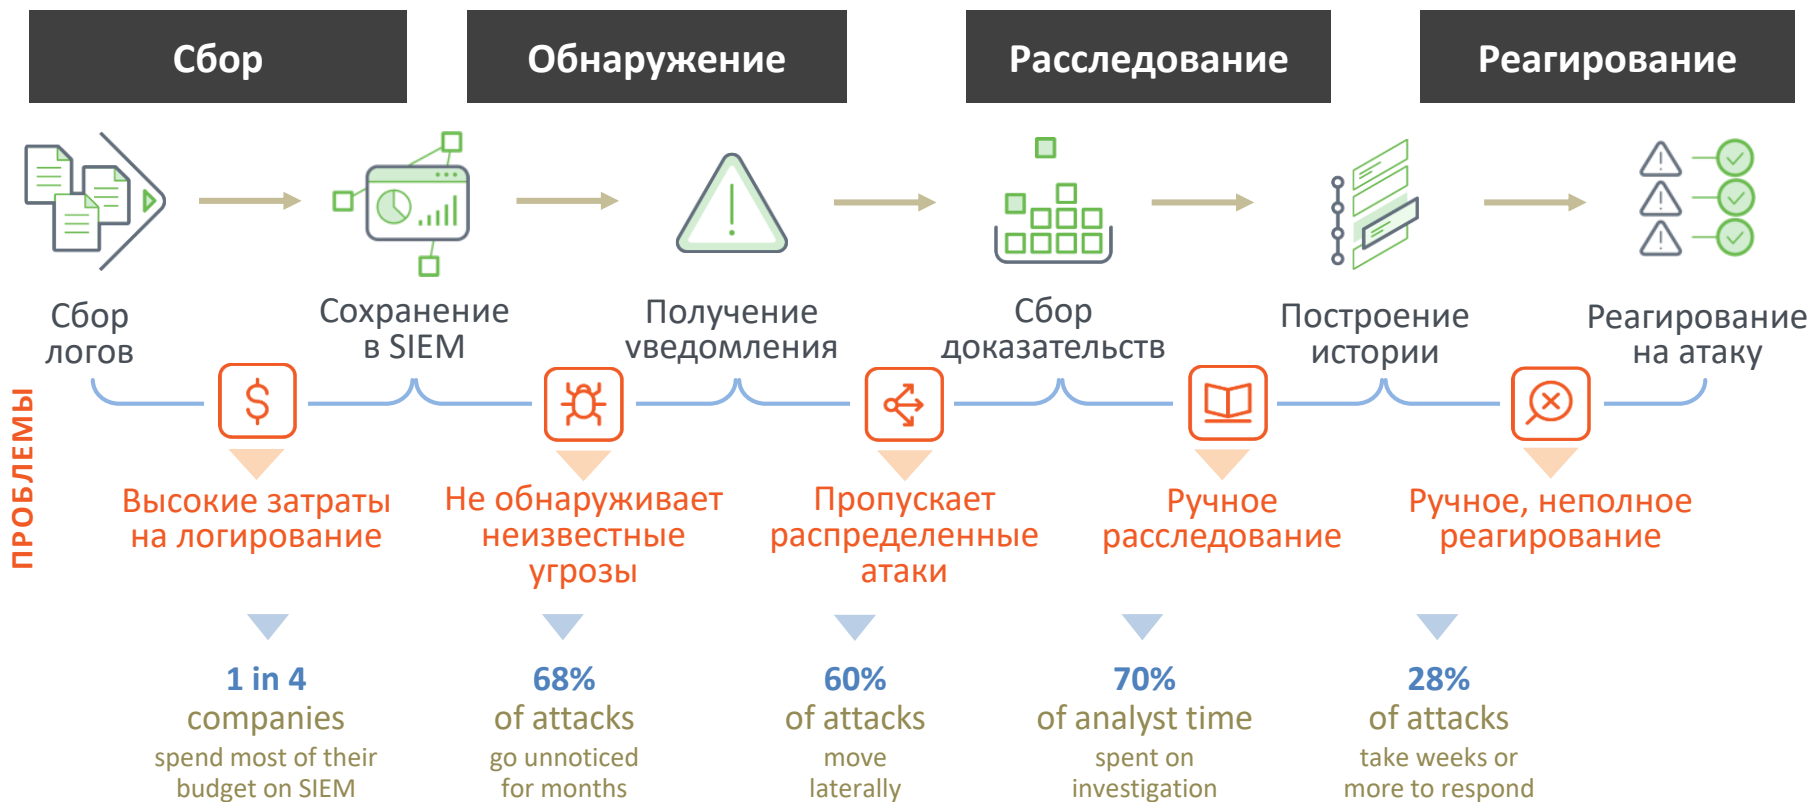 Сбор
Обнаружение
Расследование
Реагирование
Сбор
логов
Сохранение
в SIEM
Получение
уведомления
Сбор
доказательств
Построение
истории
Реагирование
на атаку
ПРОБЛЕМЫ
$
Высокие затраты
на логирование
Не обнаруживает
неизвестные
угрозы
Пропускает
распределенные
атаки
Ручное
расследование
Ручное, неполное
реагирование
1 in 4
companies
spend most of their
budget on SIEM
68%
of attacks
go unnoticed
for months
60%
of attacks
move
laterally
70%
of analyst time
spent on
investigation
28%
of attacks
take weeks or
more to respond